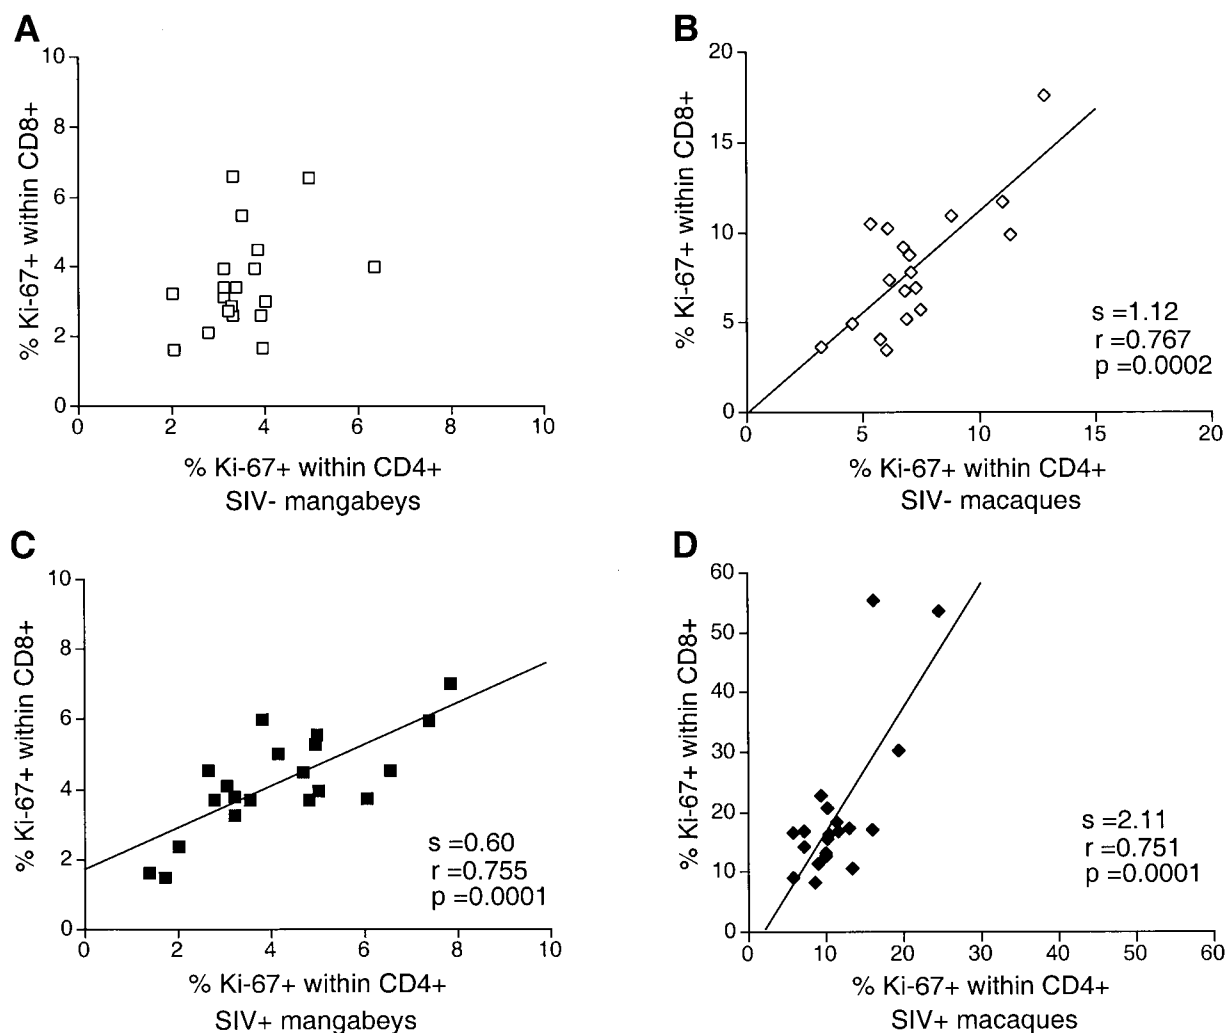 A
% Ki-67+ within CD8+
10
8
6
4
2
0
0 2 4 6 8 10
% Ki-67+ within CD4+
SIV- mangabeys
B
% Ki-67+ within CD8+
20
15
10
5
0
0 5 10 15 20
s =1.12
r =0.767
p =0.0002
% Ki-67+ within CD4+
SIV- macaques
C
% Ki-67+ within CD8+
10
8
6
4
2
0
0 2 4 6 8 10
s =0.60
r =0.755
p =0.0001
% Ki-67+ within CD4+
SIV+ mangabeys
D
% Ki-67+ within CD8+
60
50
40
30
20
10
0
0 10 20 30 40 50 60
s =2.11
r =0.751
p =0.0001
% Ki-67+ within CD4+
SIV+ macaques